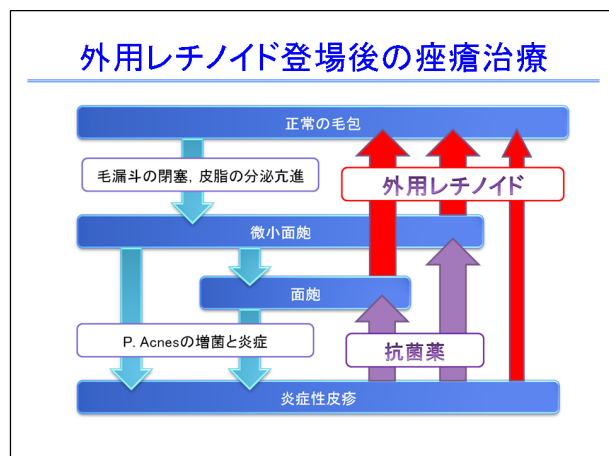 外用レチノイド登場後の痤瘡治療
正常の毛包
毛漏斗の閉塞，皮脂の分泌亢進
外用レチノイド
微小面皰
面皰
P. Acnesの増菌と炎症
抗菌薬
炎症性皮疹